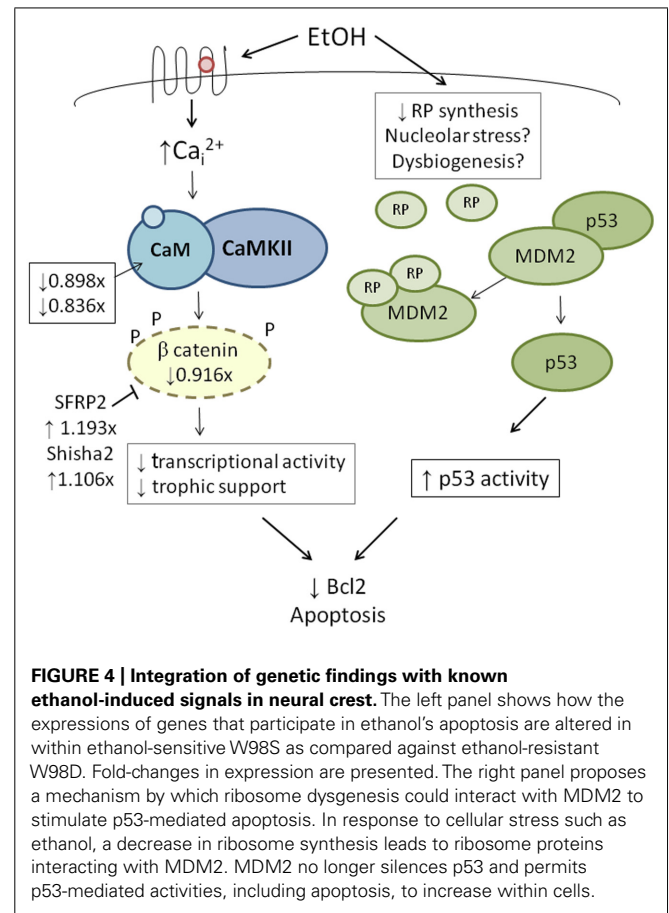 EtOH
↑Cai2+
↓ RP synthesis
Nucleolar stress?
Dysbiogenesis?
RP
RP
p53
CaM
CaMKII
MDM2
↓0.898x
↓0.836x
RP
RP
MDM2
P
P
P
β catenin
↓0.916x
p53
SFRP2
↑ 1.193x
Shisha2
↑1.106x
↓ transcriptional activity
↓ trophic support
↑ p53 activity
↓ Bcl2
Apoptosis
FIGURE 4 | Integration of genetic findings with known
ethanol-induced signals in neural crest. The left panel shows how the
expressions of genes that participate in ethanol's apoptosis are altered in
within ethanol-sensitive W98S as compared against ethanol-resistant
W98D. Fold-changes in expression are presented. The right panel proposes
a mechanism by which ribosome dysgenesis could interact with MDM2 to
stimulate p53-mediated apoptosis. In response to cellular stress such as
ethanol, a decrease in ribosome synthesis leads to ribosome proteins
interacting with MDM2. MDM2 no longer silences p53 and permits
p53-mediated activities, including apoptosis, to increase within cells.